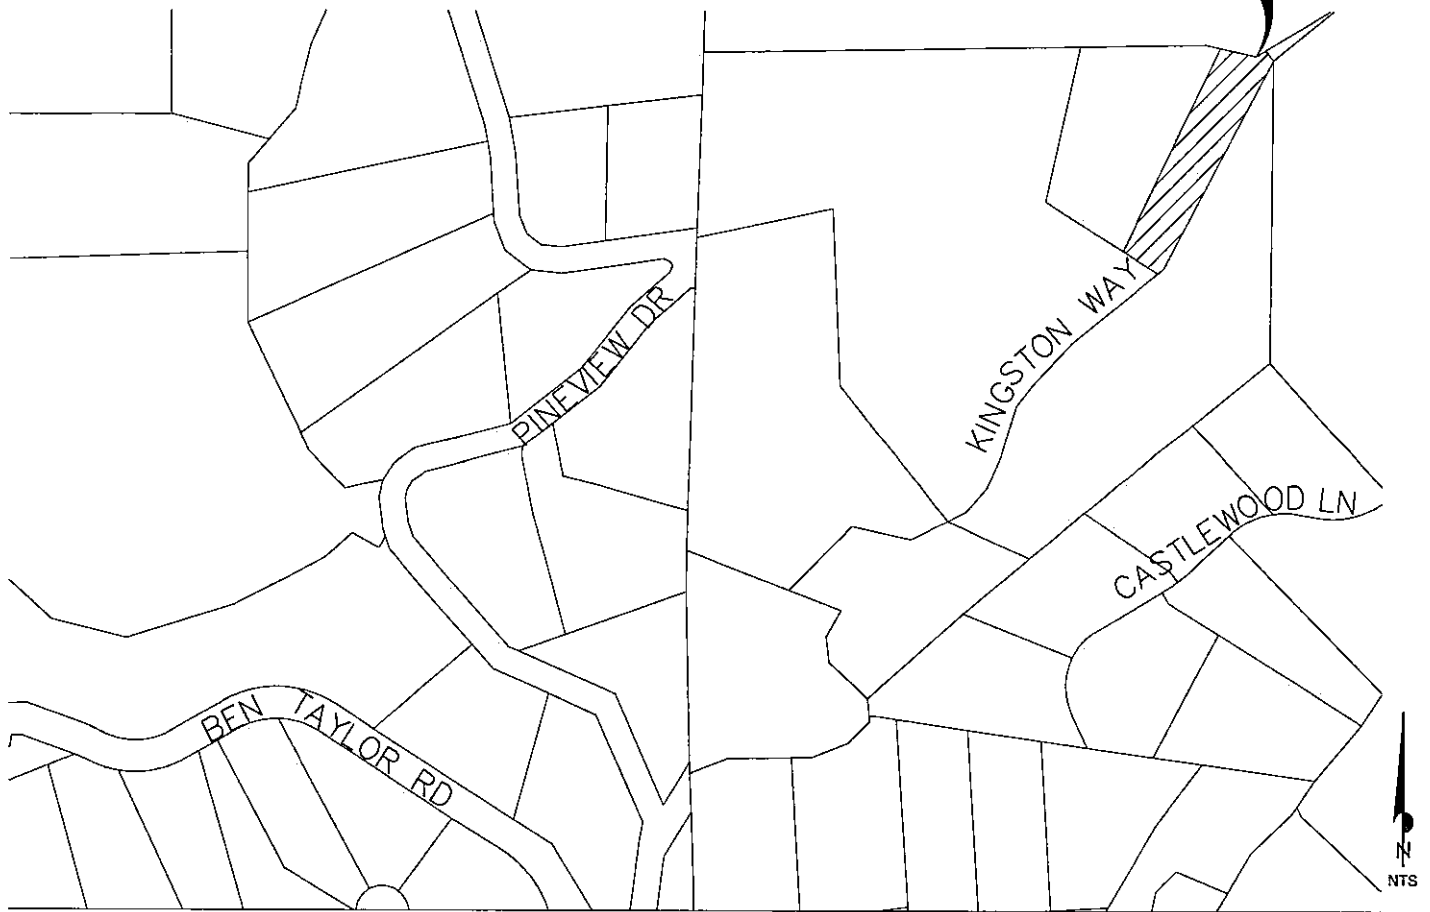 PINEVIEW DR
KINGSTON WAY
CASTLEWOOD LN
BEN TAYLOR RD
N
NTS